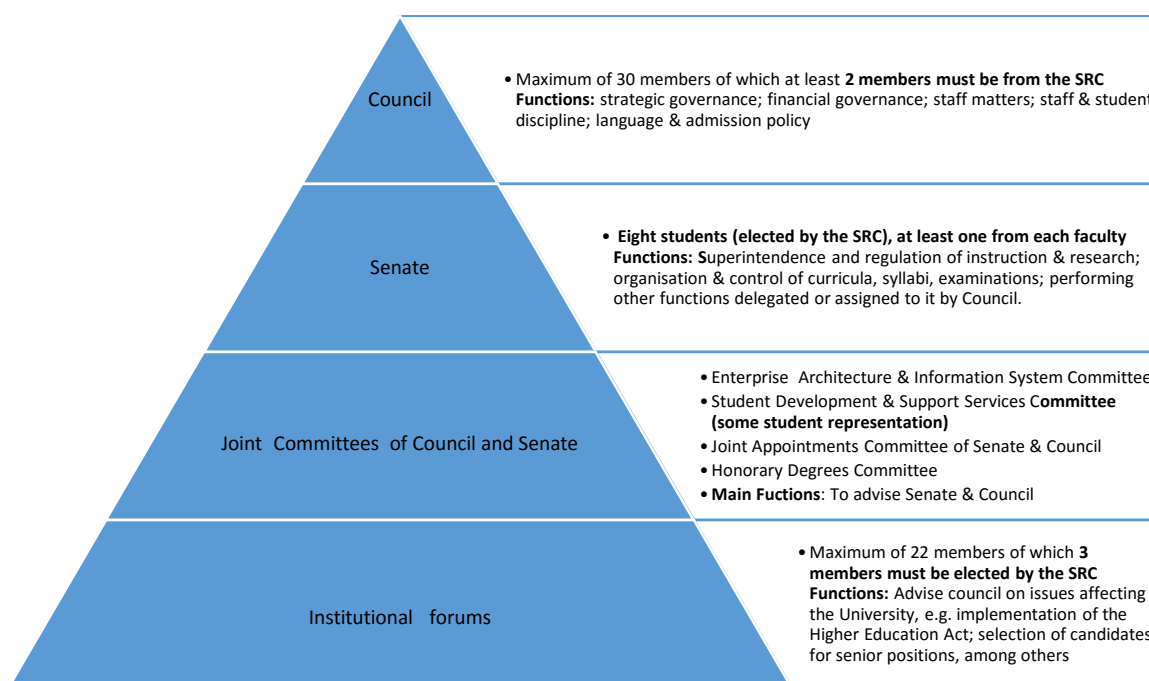 Council
• Maximum of 30 members of which at least 2 members must be from the SRC
Functions: strategic governance; financial governance; staff matters; staff & student
discipline; language & admission policy
Senate
• Eight students (elected by the SRC), at least one from each faculty
Functions: Superintendence and regulation of instruction & research;
organisation & control of curricula, syllabi, examinations; performing
other functions delegated or assigned to it by Council.
Joint Committees of Council and Senate
• Enterprise Architecture & Information System Committee
• Student Development & Support Services Committee
(some student representation)
• Joint Appointments Committee of Senate & Council
• Honorary Degrees Committee
• Main Fuctions: To advise Senate & Council
Institutional forums
• Maximum of 22 members of which 3
members must be elected by the SRC
Functions: Advise council on issues affecting
the University, e.g. implementation of the
Higher Education Act; selection of candidates
for senior positions, among others